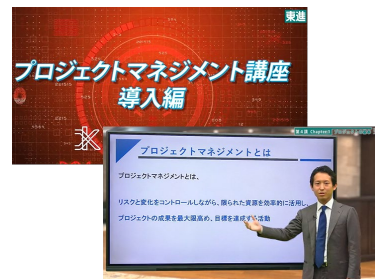 東進
プロジェクトマネジメント講座
導入編
第4講 Chapter1
プロジェクトマネジメントとは
プロジェクトマネジメントとは、
リスクと変化をコントロールしながら、限られた資源を効率的に活用し、
プロジェクトの成果を最大限高め、目標を達成する活動